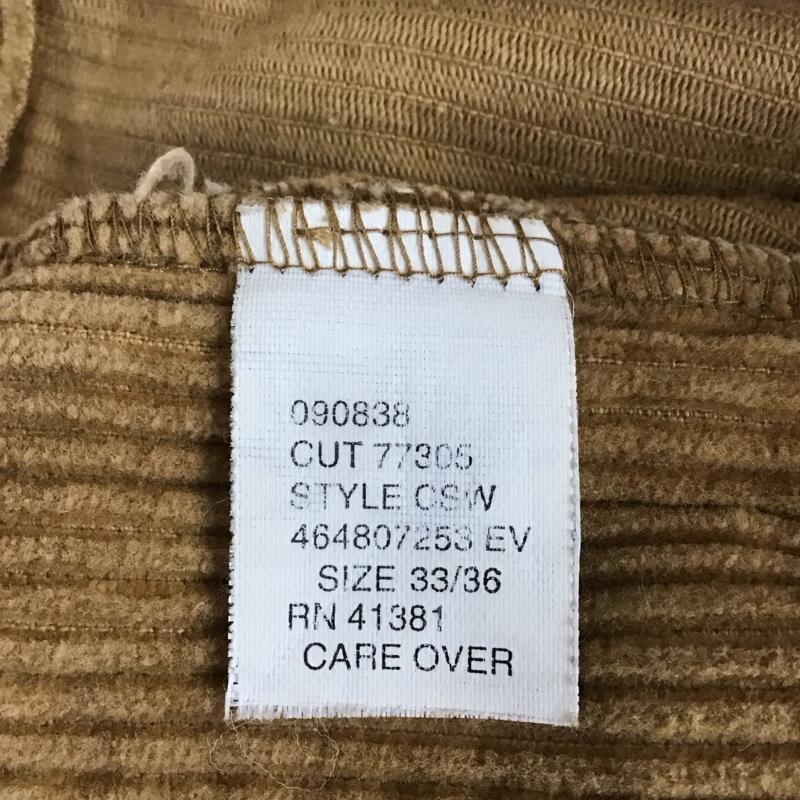 090838
CUT 77305
STYLE CSW
464807253 EV
SIZE 33/36
RN 41381
CARE OVER